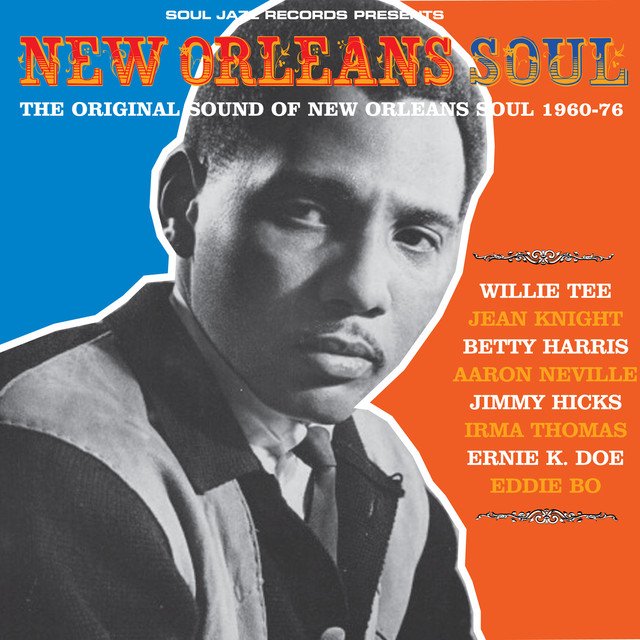 SOUL JAZZ RECORDS PRESENTS
NEW ORLEANS SOUL
THE ORIGINAL SOUND OF NEW ORLEANS SOUL 1960-76
WILLIE TEE
JEAN KNIGHT
BETTY HARRIS
AARON NEVILLE
JIMMY HICKS
IRMA THOMAS
ERNIE K. DOE
EDDIE BO